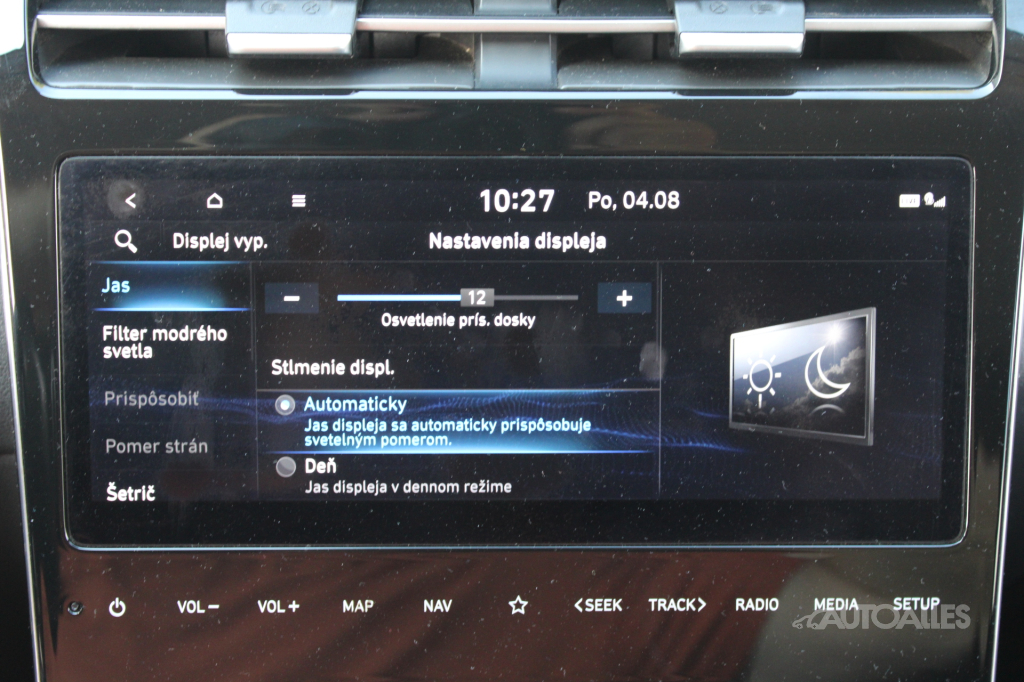 10:27 Po, 04.08
Displej vyp. Nastavenia displeja
Jas
Filter modrého
svetla
Prispôsobiť
Pomer strán
Šetrič
12
Osvetlenie prís. dosky
Stlmenie displ.
Automaticky
Jas displeja sa automaticky prispôsobuje
svetelným pomerom.
Deň
Jas displeja v dennom režime
VOL− VOL+ MAP NAV <SEEK TRACK> RADIO MEDIA SETUP
AUTOALLES